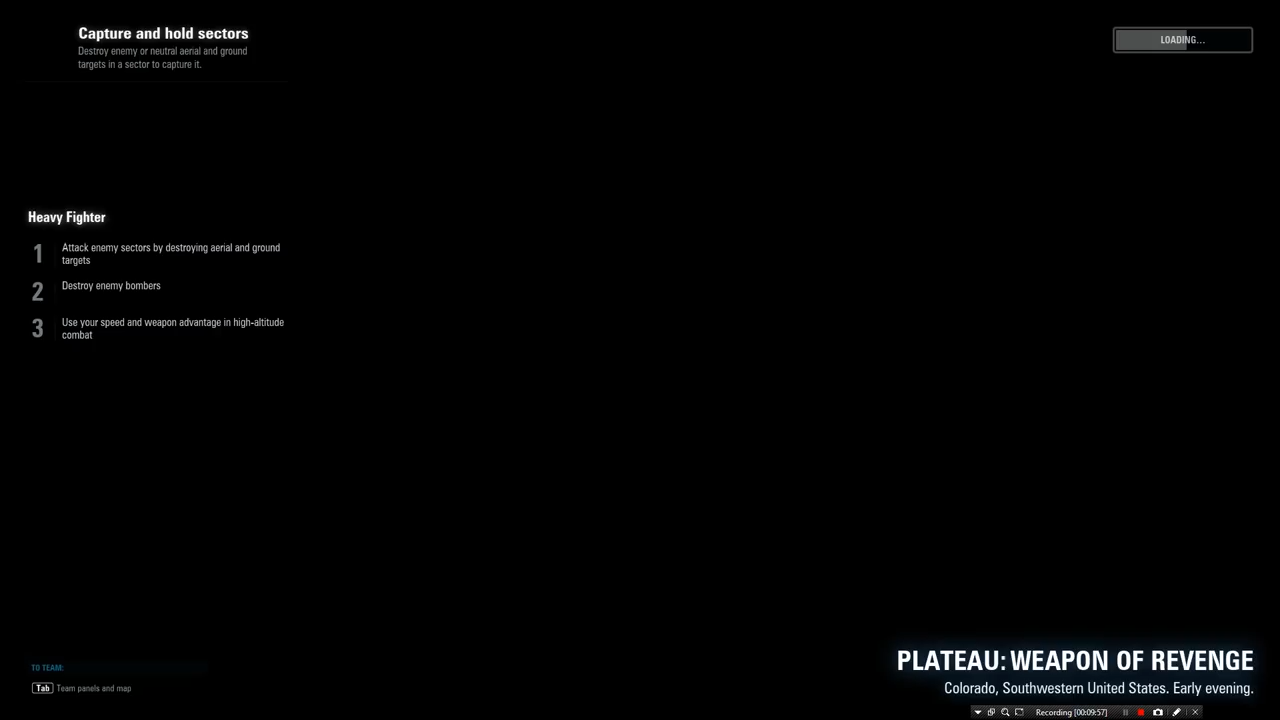 Capture and hold sectors
Destroy enemy or neutral aerial and ground
targets in a sector to capture it.
LOADING...
Heavy Fighter
1 Attack enemy sectors by destroying aerial and ground
targets
2 Destroy enemy bombers
3 Use your speed and weapon advantage in high-altitude
combat
TO TEAM:
Tab Team panels and map
PLATEAU: WEAPON OF REVENGE
Colorado, Southwestern United States. Early evening.
Recording [00:09:57]